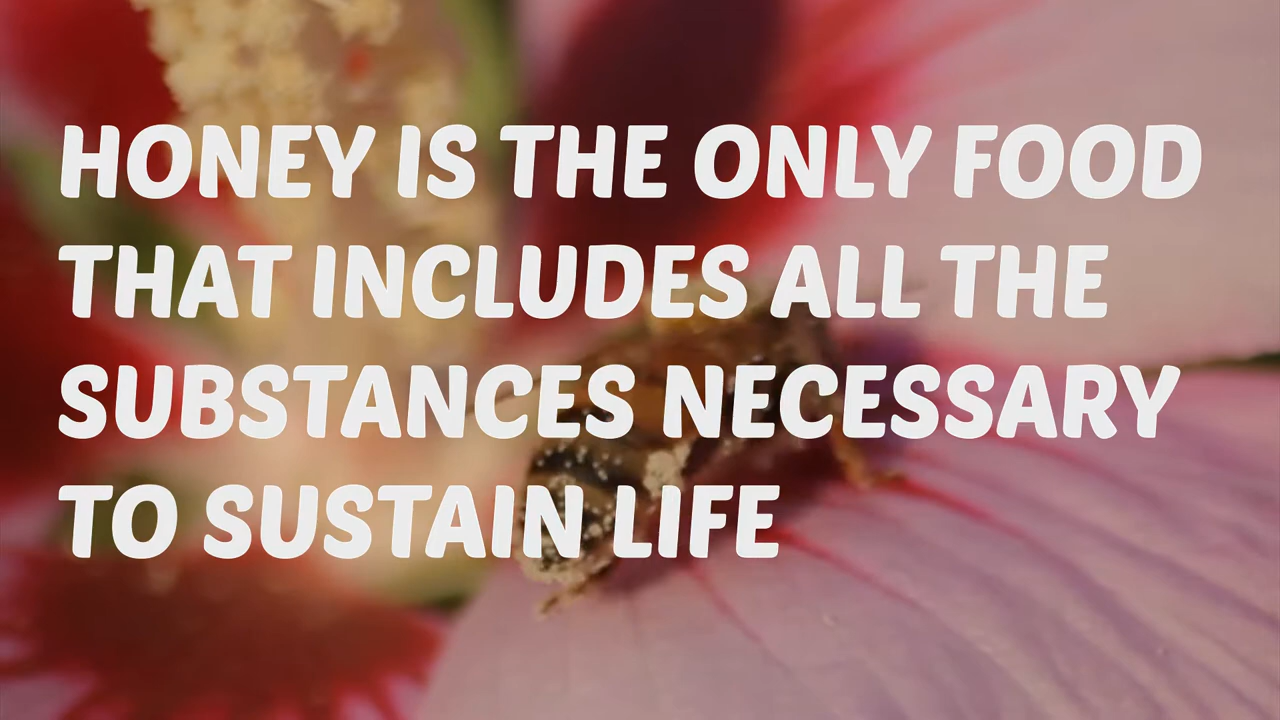 HONEY IS THE ONLY FOOD
THAT INCLUDES ALL THE
SUBSTANCES NECESSARY
TO SUSTAIN LIFE